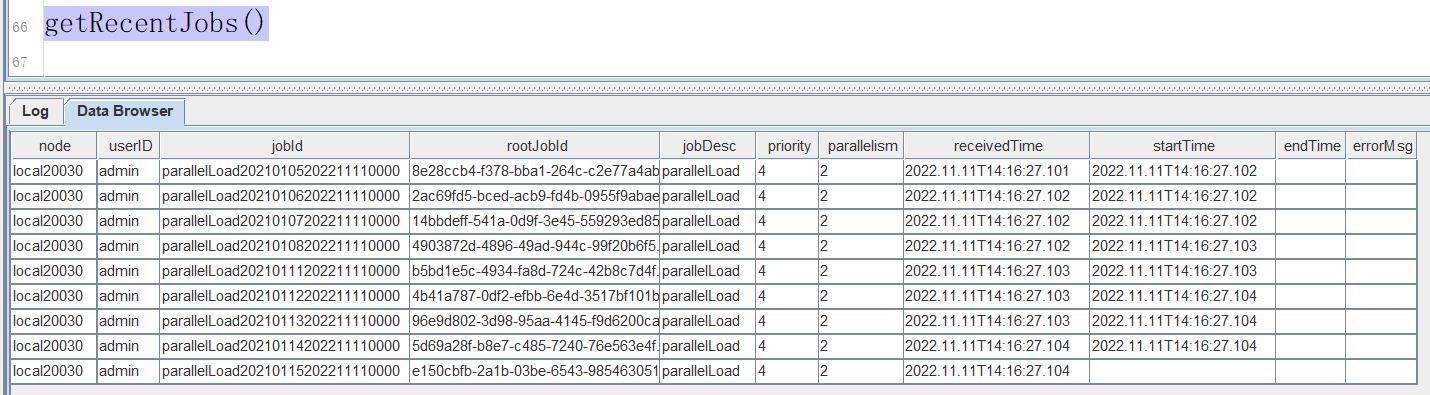 66 getRecentJobs()
67
Log Data Browser
node userID jobId rootJobId jobDesc priority parallelism receivedTime startTime endTime errorMsg
local20030 admin parallelLoad20210105202211110000 8e28ccb4-f378-bba1-264c-c2e77a4ab parallelLoad 4 2 2022.11.11T14:16:27.101 2022.11.11T14:16:27.102
local20030 admin parallelLoad20210106202211110000 2ac69fd5-bced-acb9-fd4b-0955f9abae parallelLoad 4 2 2022.11.11T14:16:27.102 2022.11.11T14:16:27.102
local20030 admin parallelLoad20210107202211110000 14bbdeff-541a-0d9f-3e45-559293ed85 parallelLoad 4 2 2022.11.11T14:16:27.102 2022.11.11T14:16:27.102
local20030 admin parallelLoad20210108202211110000 4903872d-4896-49ad-944c-99f20b6f5. parallelLoad 4 2 2022.11.11T14:16:27.102 2022.11.11T14:16:27.103
local20030 admin parallelLoad20210111202211110000 b5bd1e5c-4934-fa8d-724c-42b8c7d4f. parallelLoad 4 2 2022.11.11T14:16:27.103 2022.11.11T14:16:27.103
local20030 admin parallelLoad20210112202211110000 4b41a787-0df2-efbb-6e4d-3517bf101b parallelLoad 4 2 2022.11.11T14:16:27.103 2022.11.11T14:16:27.104
local20030 admin parallelLoad20210113202211110000 96e9d802-3d98-95aa-4145-f9d6200ca parallelLoad 4 2 2022.11.11T14:16:27.103 2022.11.11T14:16:27.104
local20030 admin parallelLoad20210114202211110000 5d69a28f-b8e7-c485-7240-76e563e4f. parallelLoad 4 2 2022.11.11T14:16:27.104 2022.11.11T14:16:27.104
local20030 admin parallelLoad20210115202211110000 e150cbfb-2a1b-03be-6543-985463051 parallelLoad 4 2 2022.11.11T14:16:27.104